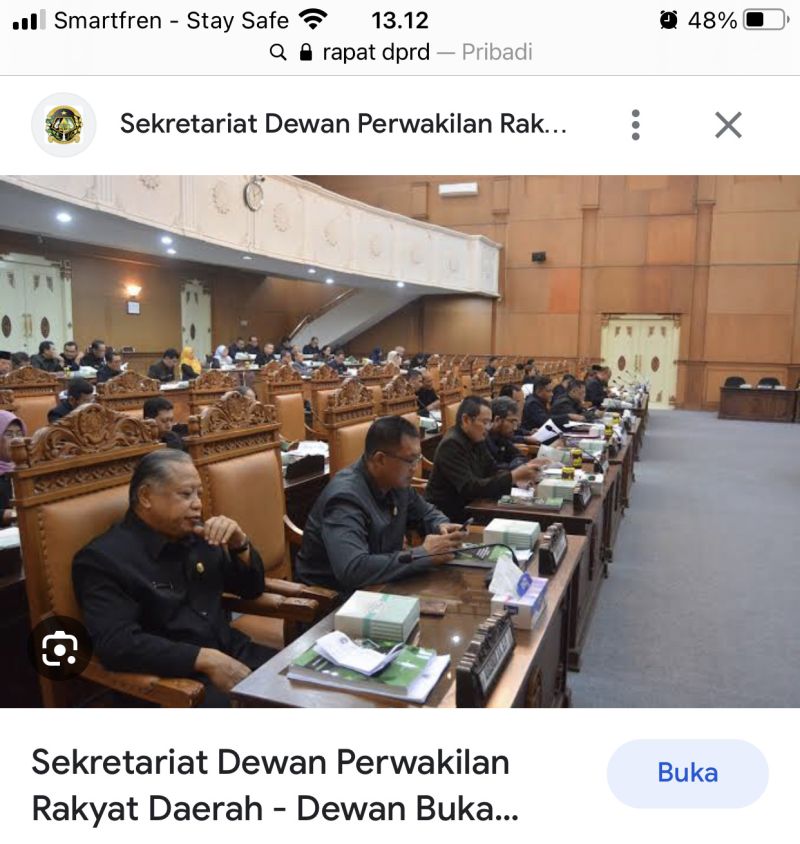 Smartfren - Stay Safe 13.12 48%
rapat dprd — Pribadi
Sekretariat Dewan Perwakilan Rak...
Sekretariat Dewan Perwakilan
Rakyat Daerah - Dewan Buka...
Buka